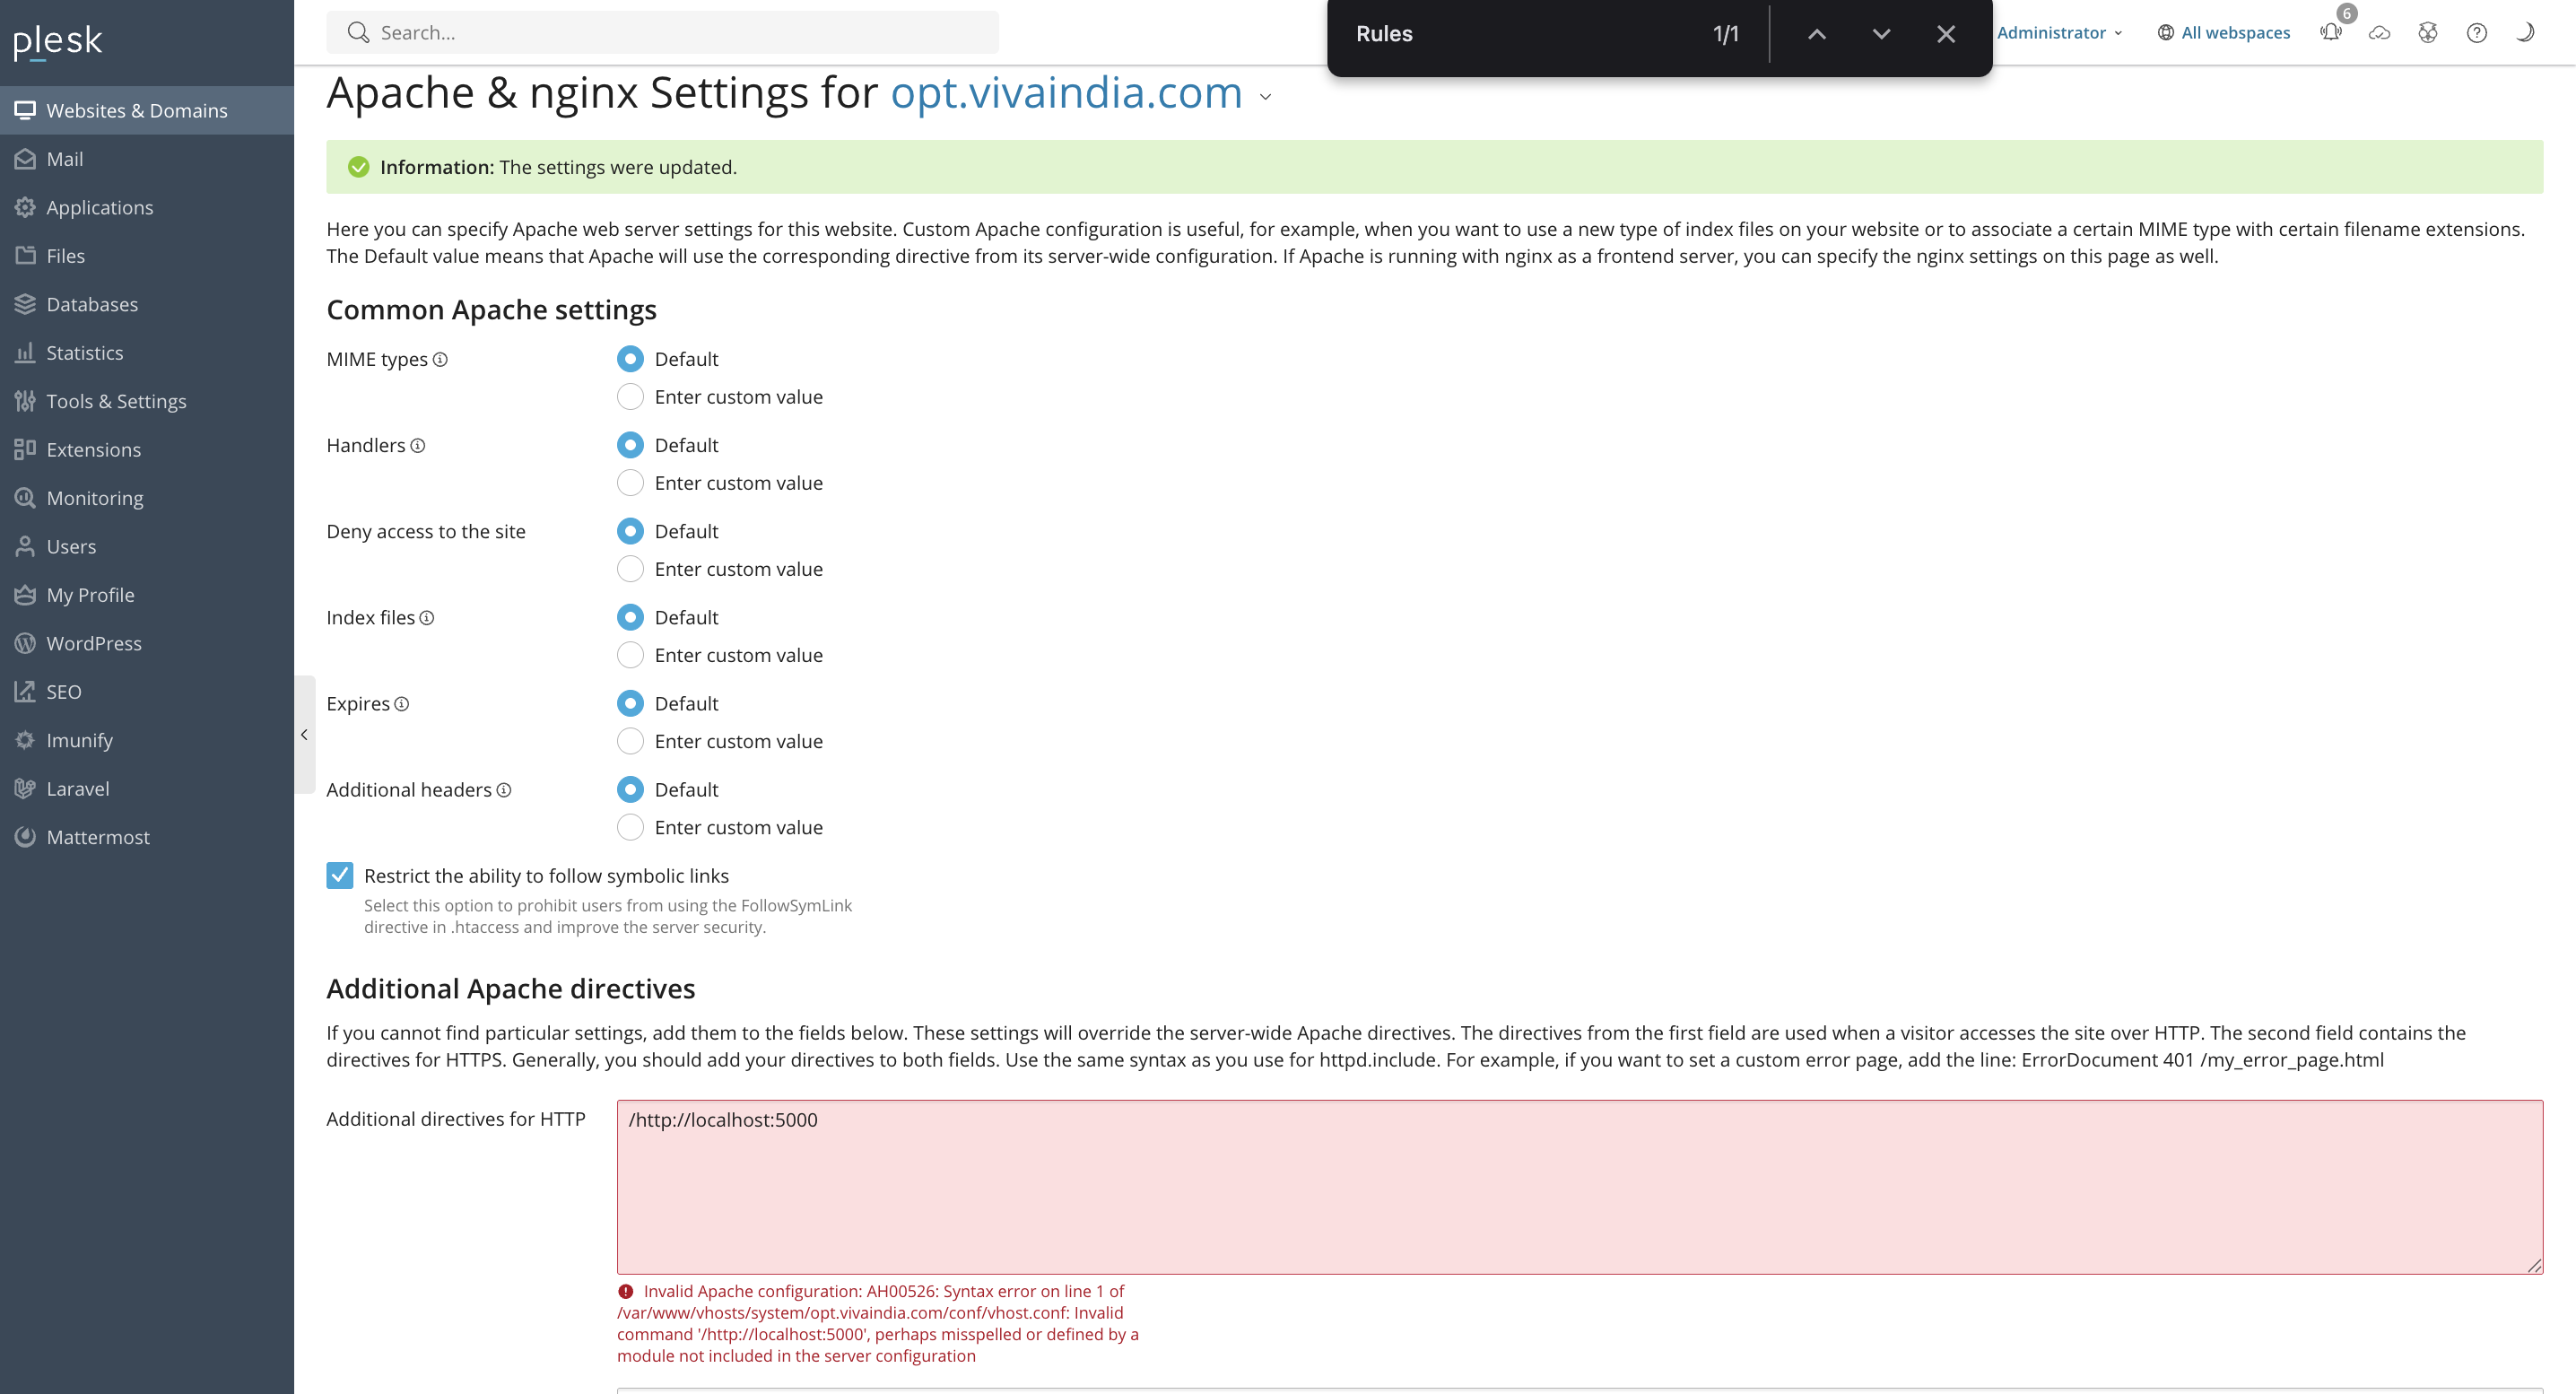 plesk
Search...
Rules
1/1
Administrator
All webspaces
6
Websites & Domains
Mail
Applications
Files
Databases
Statistics
Tools & Settings
Extensions
Monitoring
Users
My Profile
WordPress
SEO
Imunify
Laravel
Mattermost
Apache & nginx Settings for opt.vivaindia.com
Information: The settings were updated.
Here you can specify Apache web server settings for this website. Custom Apache configuration is useful, for example, when you want to use a new type of index files on your website or to associate a certain MIME type with certain filename extensions.
The Default value means that Apache will use the corresponding directive from its server-wide configuration. If Apache is running with nginx as a frontend server, you can specify the nginx settings on this page as well.
Common Apache settings
MIME types
Default
Enter custom value
Handlers
Default
Enter custom value
Deny access to the site
Default
Enter custom value
Index files
Default
Enter custom value
Expires
Default
Enter custom value
Additional headers
Default
Enter custom value
Restrict the ability to follow symbolic links
Select this option to prohibit users from using the FollowSymLink
directive in .htaccess and improve the server security.
Additional Apache directives
If you cannot find particular settings, add them to the fields below. These settings will override the server-wide Apache directives. The directives from the first field are used when a visitor accesses the site over HTTP. The second field contains the
directives for HTTPS. Generally, you should add your directives to both fields. Use the same syntax as you use for httpd.include. For example, if you want to set a custom error page, add the line: ErrorDocument 401 /my_error_page.html
Additional directives for HTTP
/http://localhost:5000
Invalid Apache configuration: AH00526: Syntax error on line 1 of
/var/www/vhosts/system/opt.vivaindia.com/conf/vhost.conf: Invalid
command '/http://localhost:5000', perhaps misspelled or defined by a
module not included in the server configuration